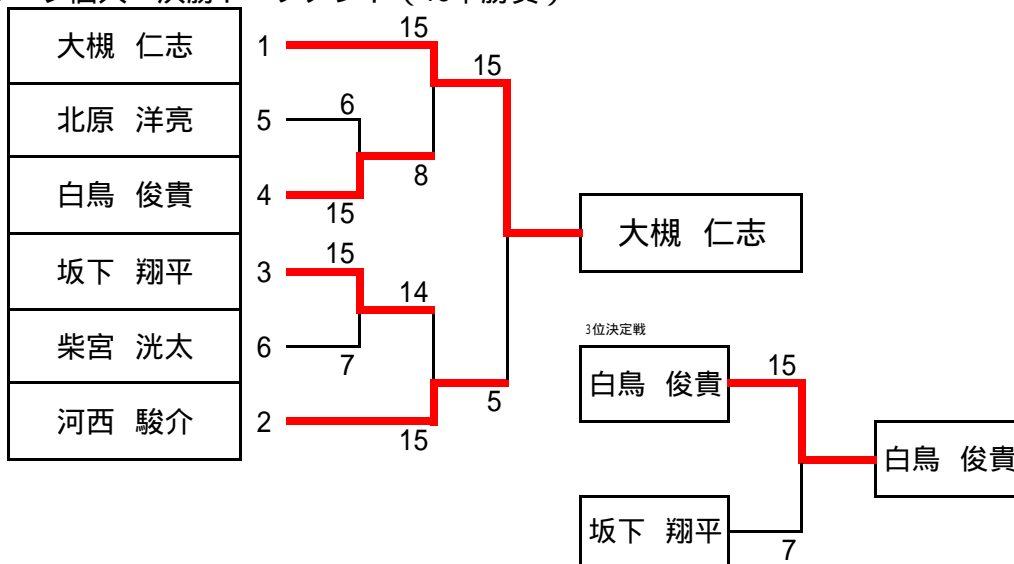 大槻 仁志
1
15
15
北原 洋亮
5
6
白鳥 俊貴
4
15
8
大槻 仁志
坂下 翔平
3
15
14
柴宮 洸太
6
7
河西 駿介
2
15
5
3位決定戦
白鳥 俊貴
15
白鳥 俊貴
坂下 翔平
7